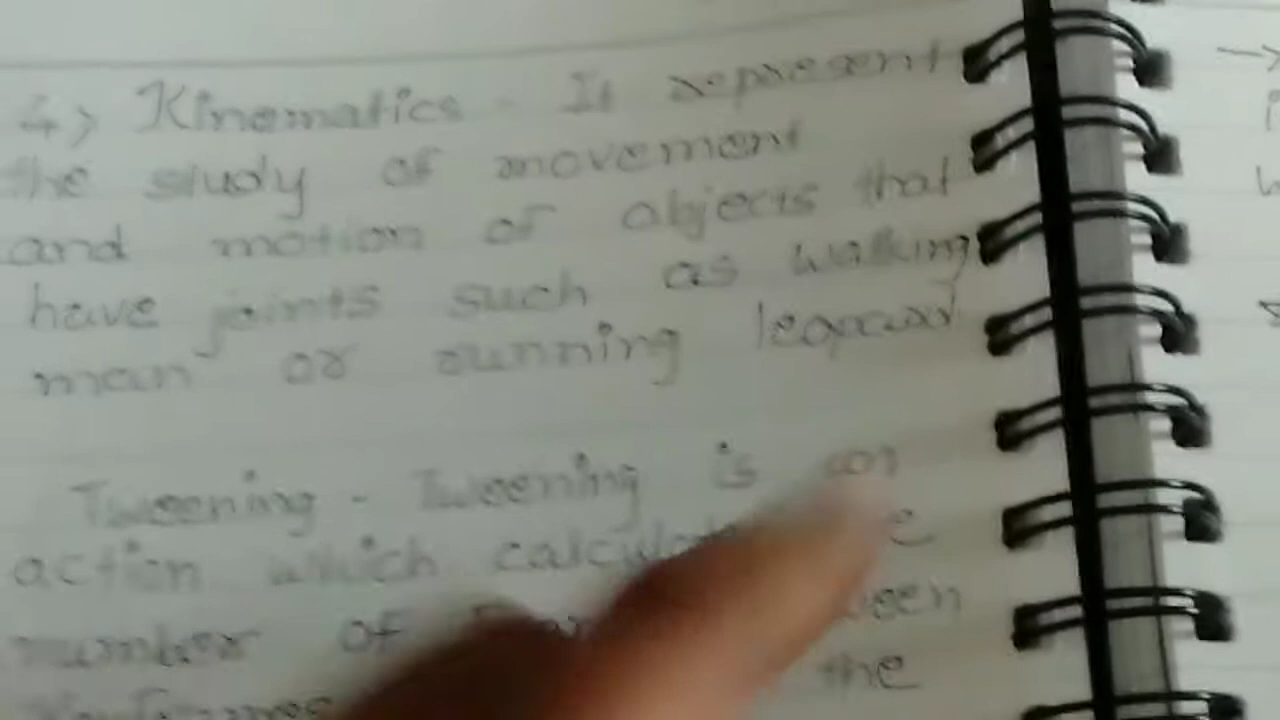 4> Kinematics - It represent
the study of movement
and motion of objects that
have joints such as walking
man or running leopard
Tweening - Tweening is an
action which
number of
the